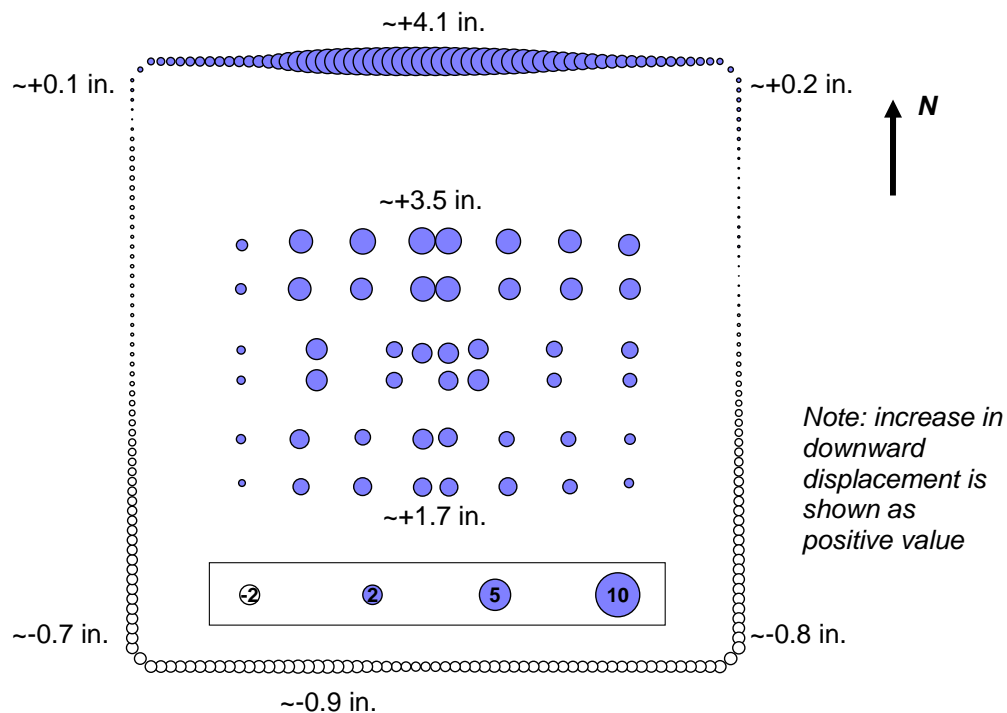 ~+4.1 in.
~+0.1 in.
~+0.2 in.
N
~+3.5 in.
Note: increase in
downward
displacement is
shown as
positive value
~+1.7 in.
-2
2
5
10
~-0.7 in.
~-0.8 in.
~-0.9 in.